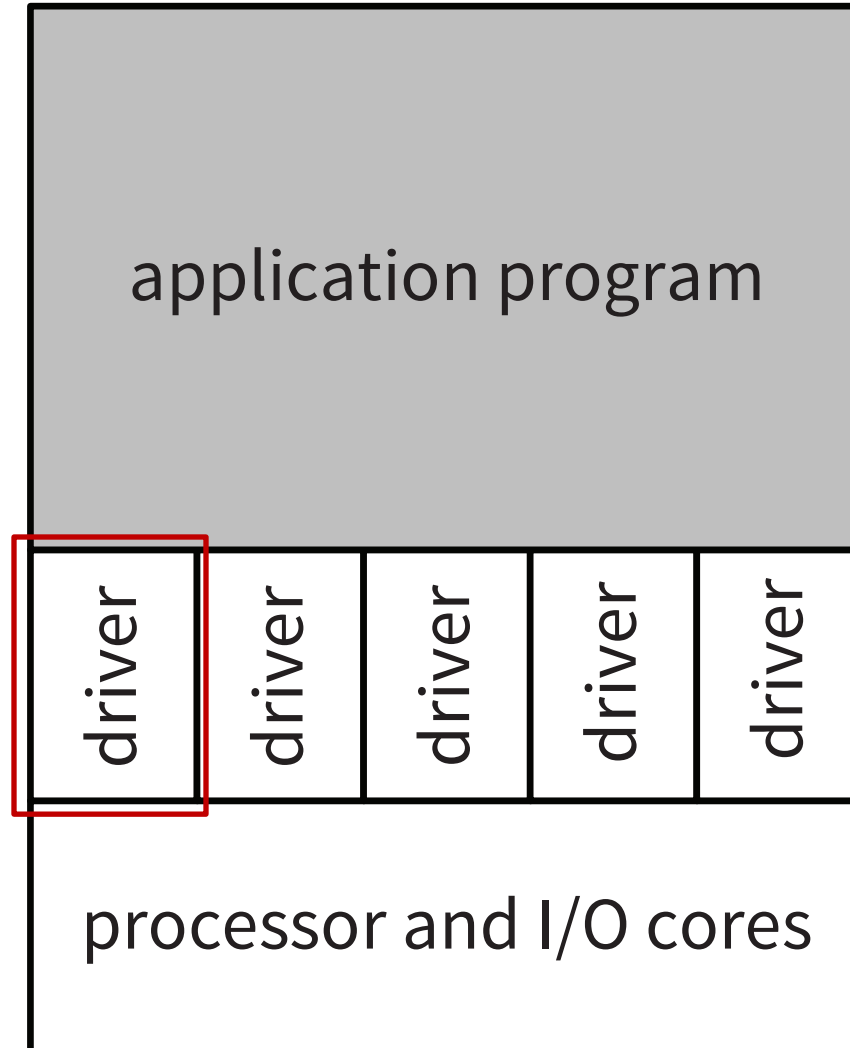 application program
driver
driver
driver
driver
driver
processor and I/O cores